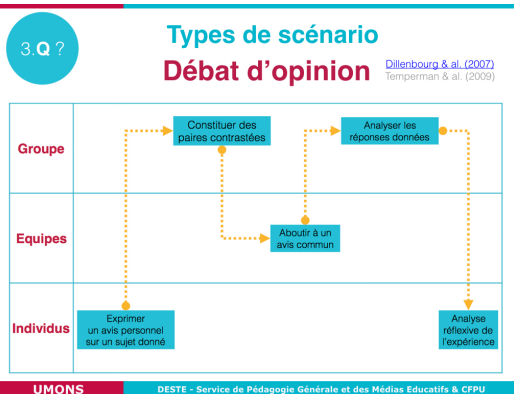 3.Q ?
Types de scénario
Débat d'opinion
Dillenbourg & al. (2007)
Temperman & al. (2009)
Groupe
Constituer des
paires contrastées
Analyser les
réponses données
Equipes
Aboutir à un
avis commun
Individus
Exprimer
un avis personnel
sur un sujet donné
Analyse
réflexive de
l'expérience
UMONS
DESTE - Service de Pédagogie Générale et des Médias Educatifs & CFPU